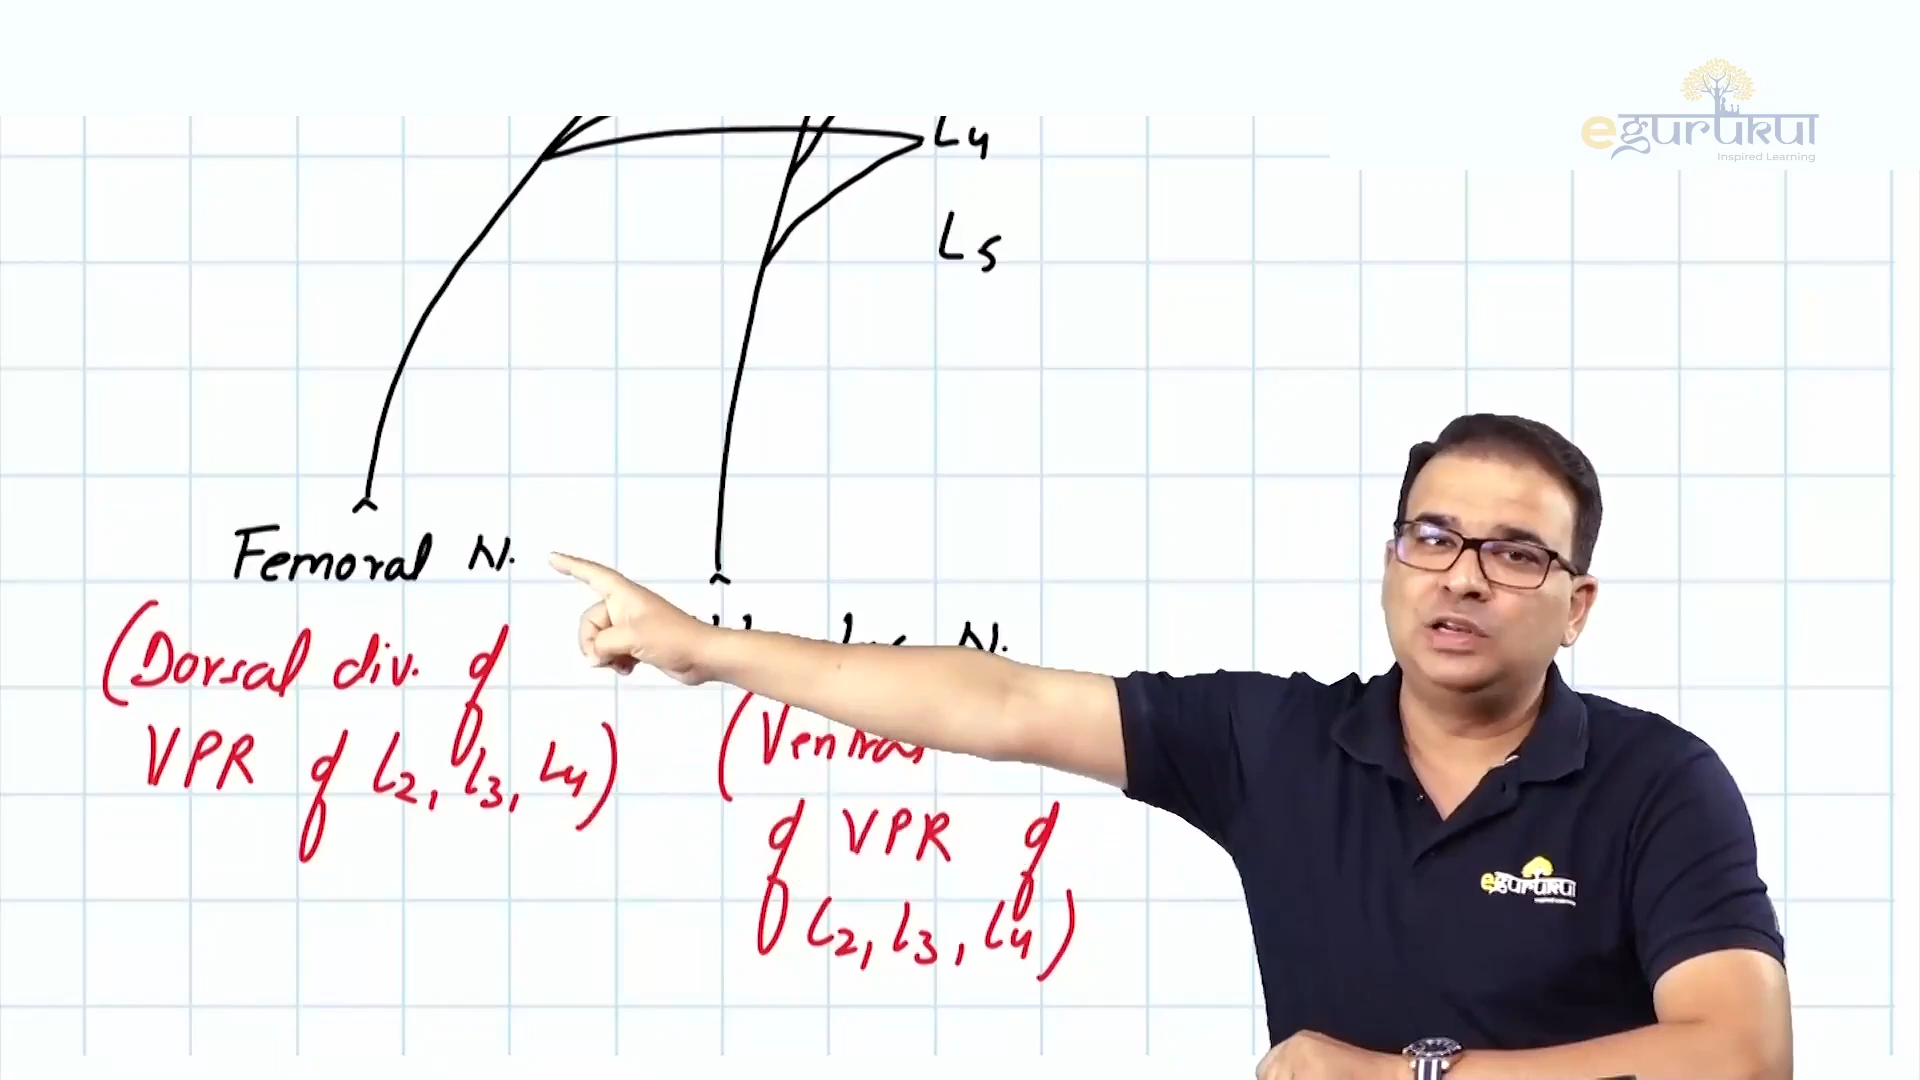 egurukul
Inspired Learning
L4
L5
Femoral N.
N.
(Dorsal div. of
VPR of L2, L3, L4)
(Ventral
of VPR of
L2, L3, L4)
egurukul